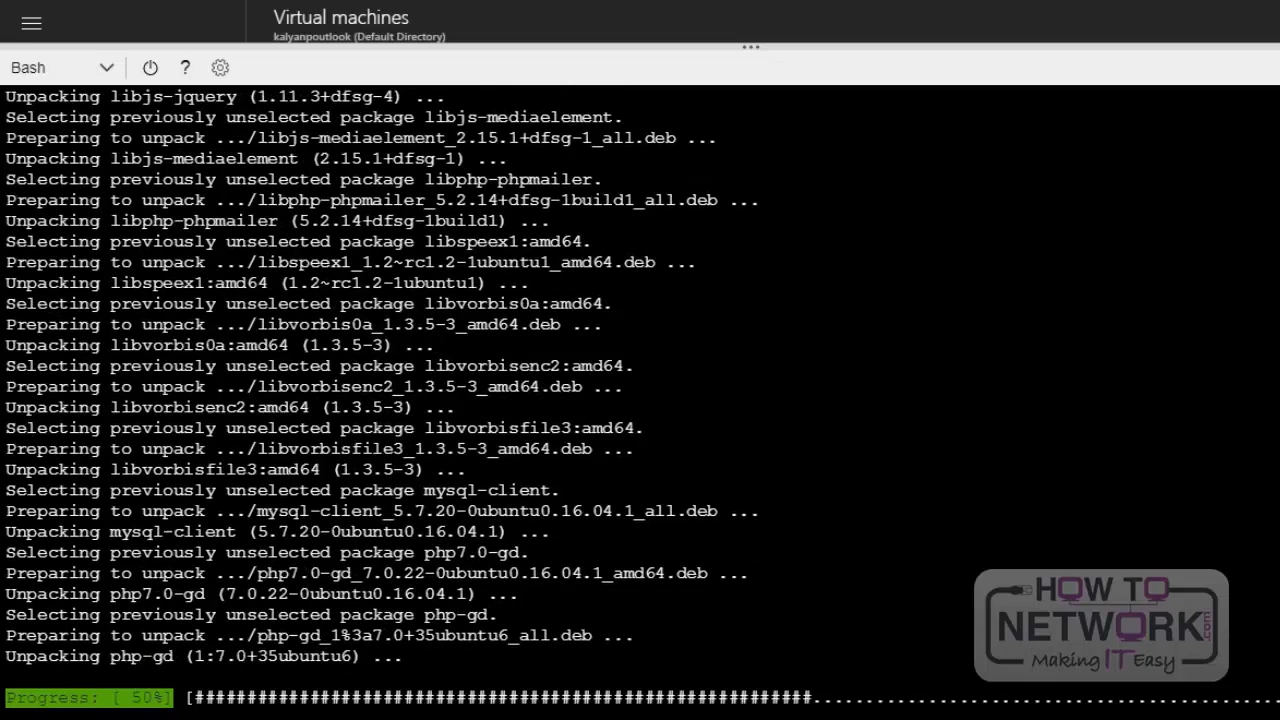 Virtual machines
kalyanpoutlook (Default Directory)
Bash
?
Unpacking libjs-jquery (1.11.3+dfsg-4) ...
Selecting previously unselected package libjs-mediaelement.
Preparing to unpack .../libjs-mediaelement_2.15.1+dfsg-1_all.deb ...
Unpacking libjs-mediaelement (2.15.1+dfsg-1) ...
Selecting previously unselected package libphp-phpmailer.
Preparing to unpack .../libphp-phpmailer_5.2.14+dfsg-1build1_all.deb ...
Unpacking libphp-phpmailer (5.2.14+dfsg-1build1) ...
Selecting previously unselected package libspeex1:amd64.
Preparing to unpack .../libspeex1_1.2~rc1.2-1ubuntu1_amd64.deb ...
Unpacking libspeex1:amd64 (1.2~rc1.2-1ubuntu1) ...
Selecting previously unselected package libvorbis0a:amd64.
Preparing to unpack .../libvorbis0a_1.3.5-3_amd64.deb ...
Unpacking libvorbis0a:amd64 (1.3.5-3) ...
Selecting previously unselected package libvorbisenc2:amd64.
Preparing to unpack .../libvorbisenc2_1.3.5-3_amd64.deb ...
Unpacking libvorbisenc2:amd64 (1.3.5-3) ...
Selecting previously unselected package libvorbisfile3:amd64.
Preparing to unpack .../libvorbisfile3_1.3.5-3_amd64.deb ...
Unpacking libvorbisfile3:amd64 (1.3.5-3) ...
Selecting previously unselected package mysql-client.
Preparing to unpack .../mysql-client_5.7.20-0ubuntu0.16.04.1_all.deb ...
Unpacking mysql-client (5.7.20-0ubuntu0.16.04.1) ...
Selecting previously unselected package php7.0-gd.
Preparing to unpack .../php7.0-gd_7.0.22-0ubuntu0.16.04.1_amd64.deb ...
Unpacking php7.0-gd (7.0.22-0ubuntu0.16.04.1) ...
Selecting previously unselected package php-gd.
Preparing to unpack .../php-gd_1%3a7.0+35ubuntu6_all.deb ...
Unpacking php-gd (1:7.0+35ubuntu6) ...
Progress: [ 50%] [###########################################################............................................
HOW TO
NETWORK.com
Making IT Easy